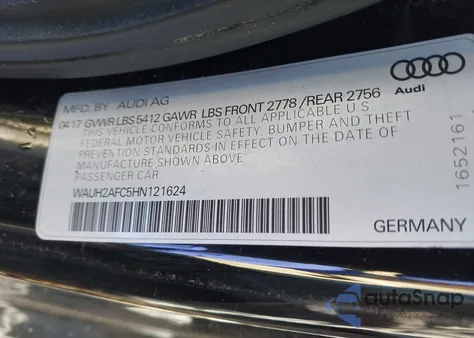 MFD. BY AUDI AG
04.17 GVWR LBS 5412 GAWR LBS FRONT 2778 / REAR 2756
THIS VEHICLE CONFORMS TO ALL APPLICABLE U S
FEDERAL MOTOR VEHICLE SAFETY, BUMPER AND THEFT
PREVENTION STANDARDS IN EFFECT ON THE DATE OF
MANUFACTURE SHOWN ABOVE
PASSENGER CAR
WAUH2AFC5HN121624
Audi
1652161
GERMANY
autoSnap